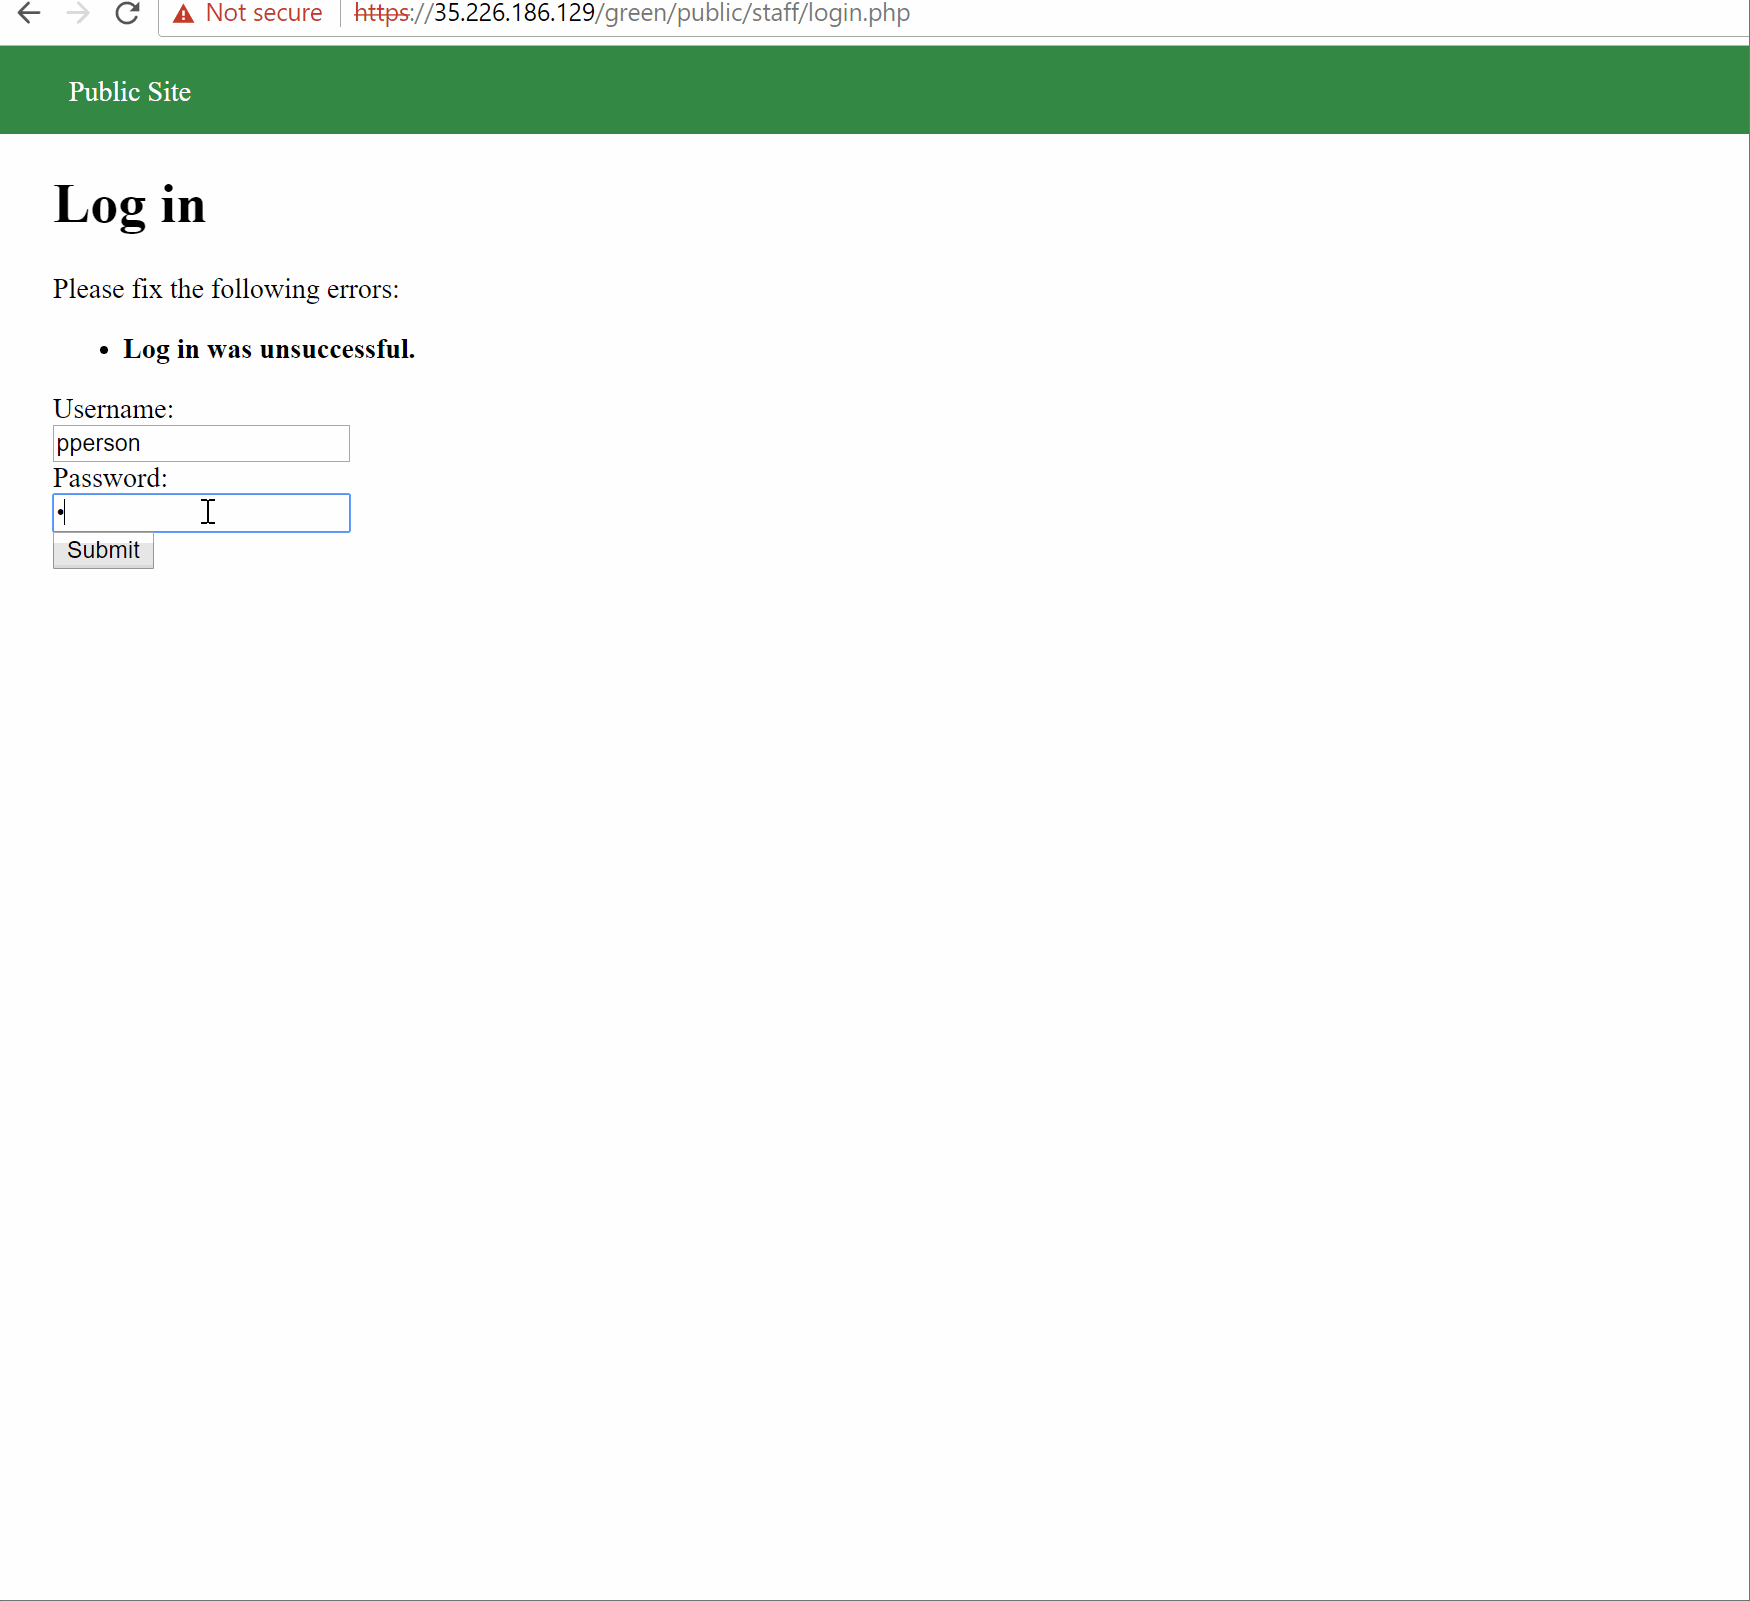 Not secure https://35.226.186.129/green/public/staff/login.php
Public Site
Log in
Please fix the following errors:
• Log in was unsuccessful.
Username:
pperson
Password:
•
Submit